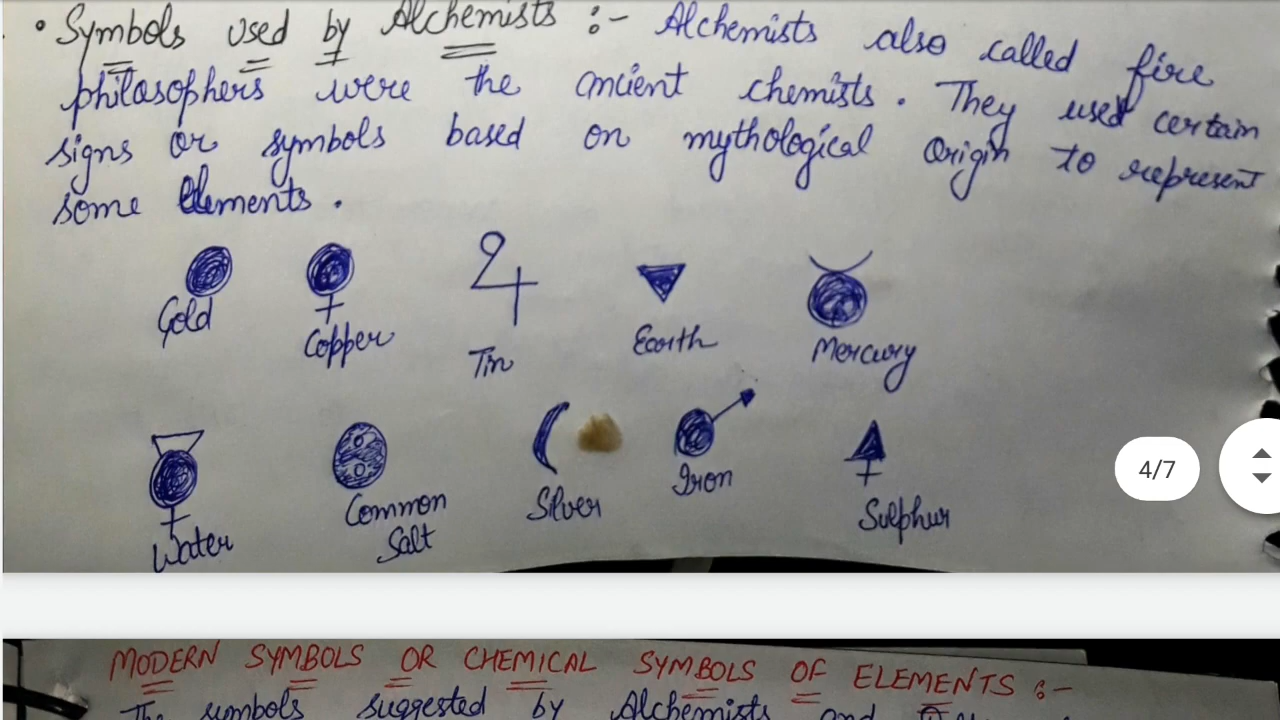 • Symbols used by Alchemists :- Alchemists also called fire
philosophers were the ancient chemists. They used certain
signs or symbols based on mythological origin to represent
some elements.
Gold Copper Tin Earth Mercury
Water Common Salt Silver Iron Sulphur
4/7
MODERN SYMBOLS OR CHEMICAL SYMBOLS OF ELEMENTS :-
The symbols suggested by Alchemists and